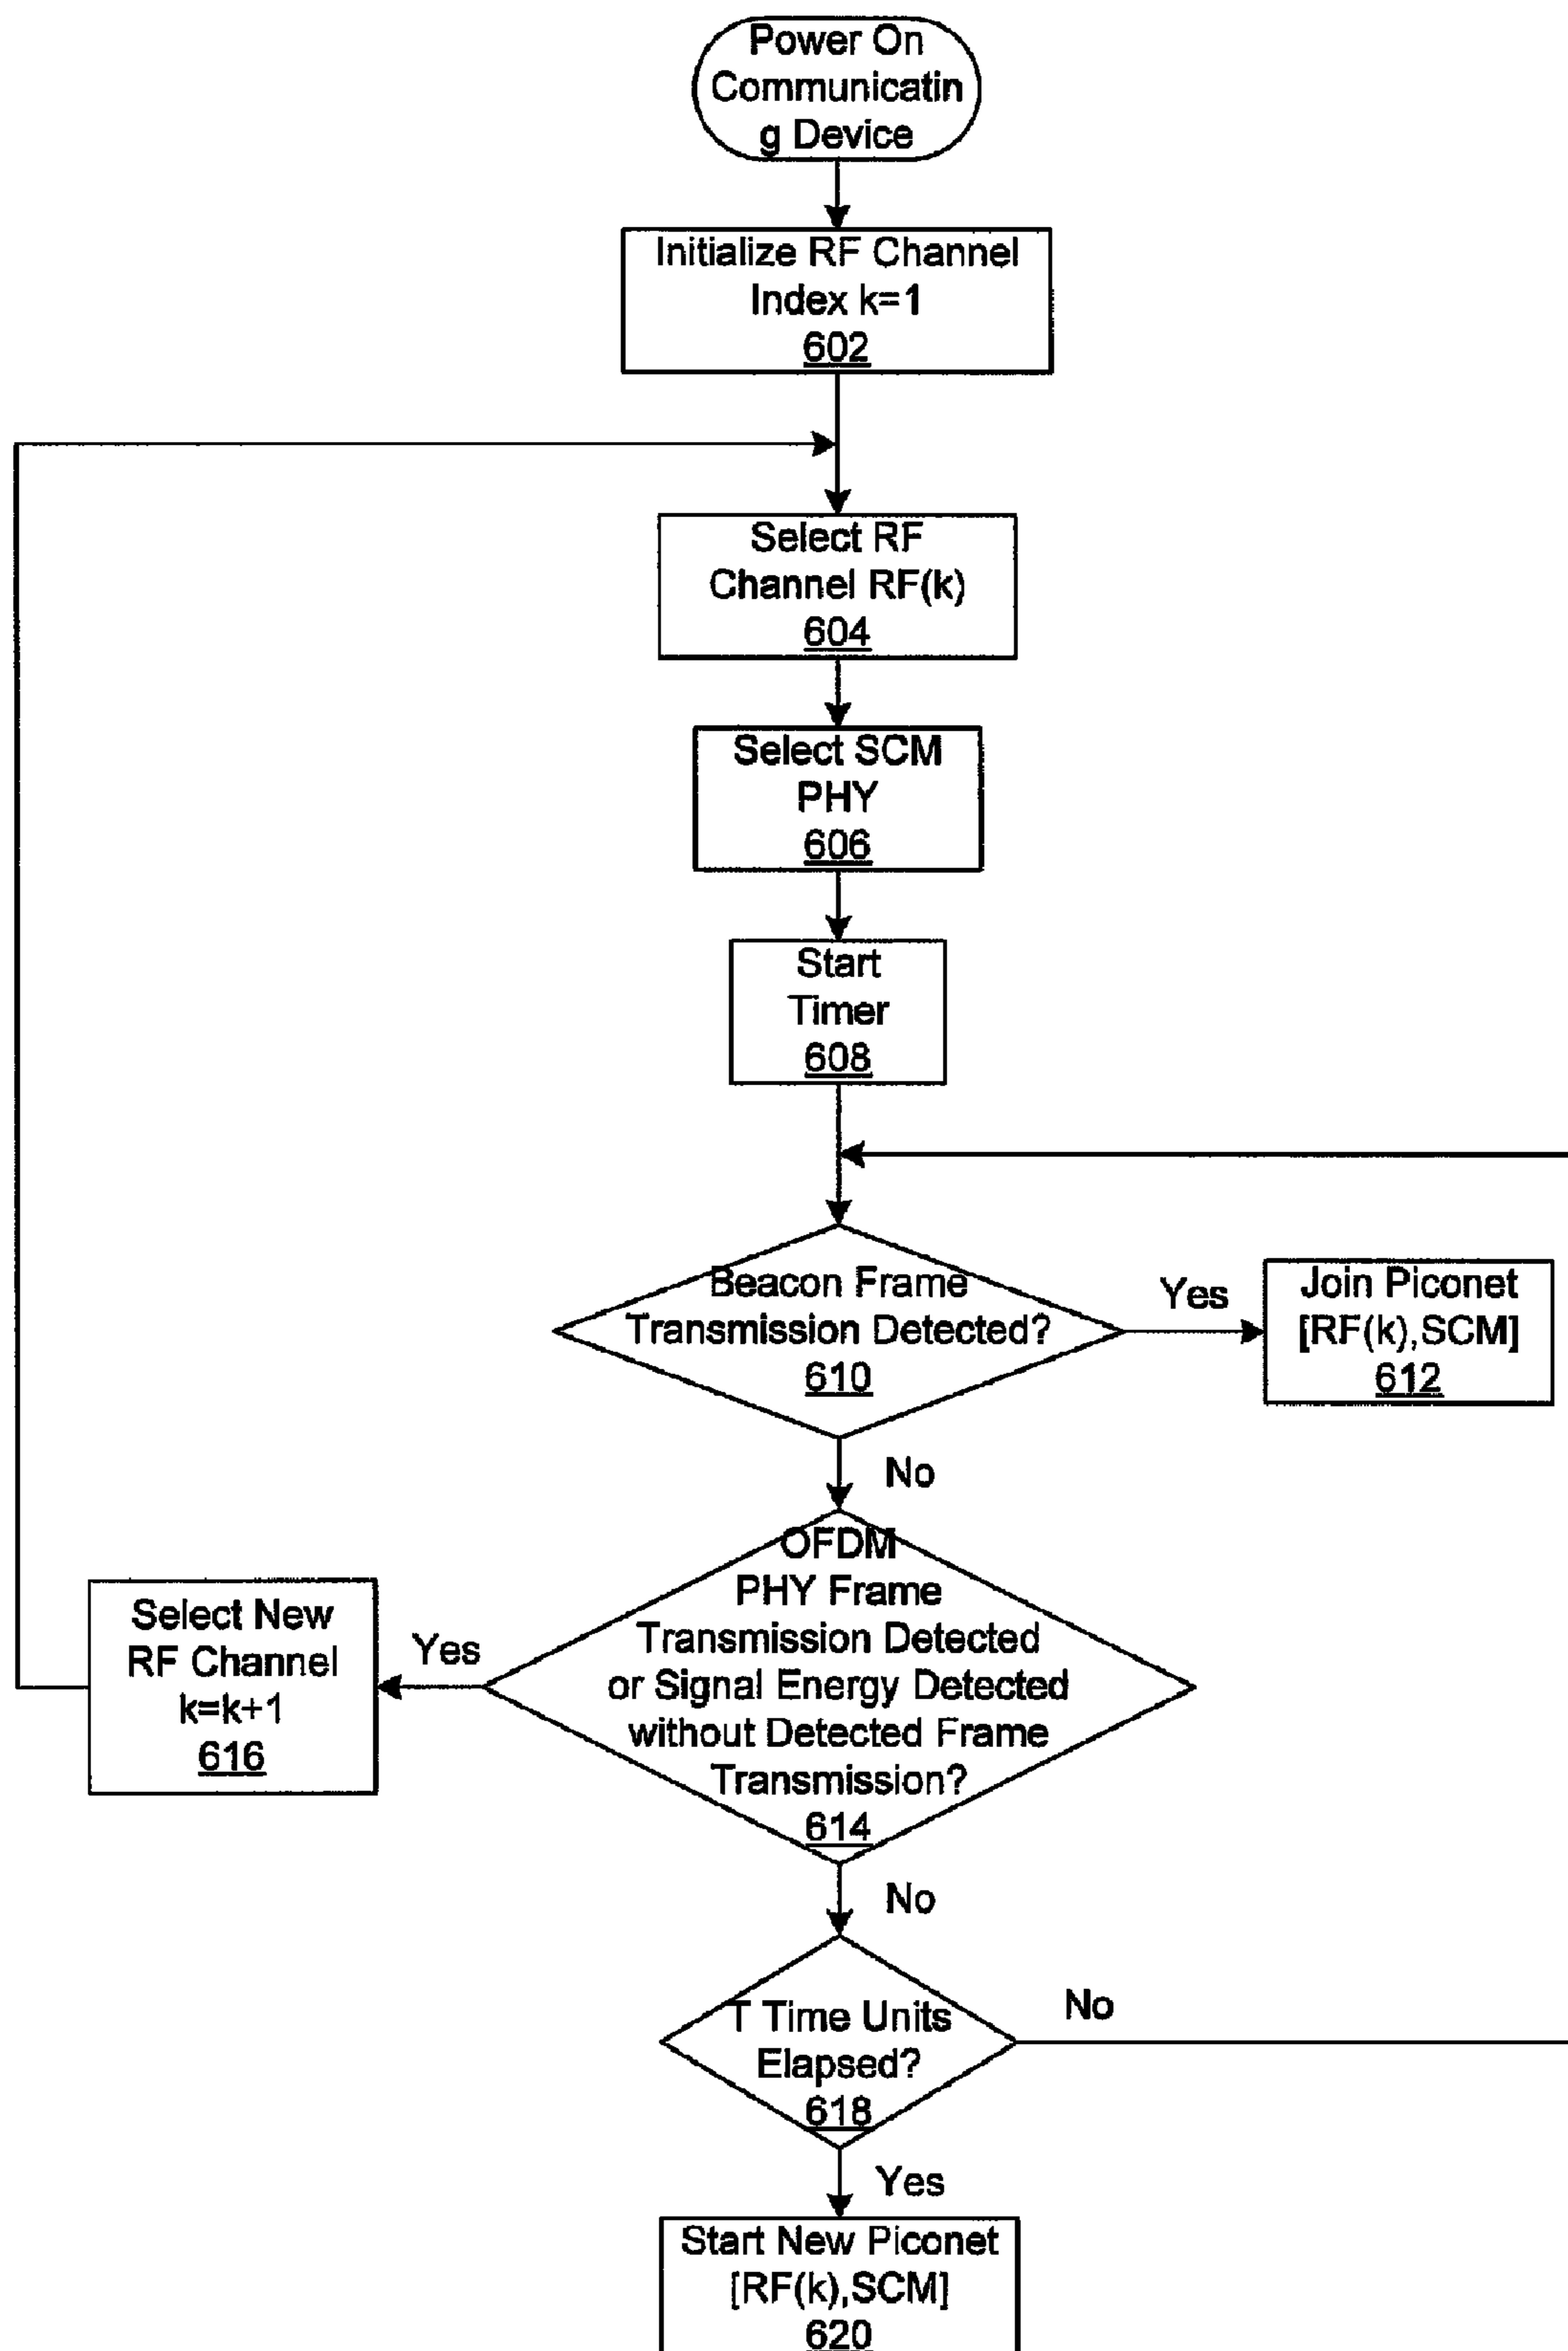 Power On
Communicatin
g Device
Initialize RF Channel
Index k=1
602
Select RF
Channel RF(k)
604
Select SCM
PHY
606
Start
Timer
608
Beacon Frame
Transmission Detected?
610
Yes
Join Piconet
[RF(k),SCM]
612
No
OFDM
PHY Frame
Transmission Detected
or Signal Energy Detected
without Detected Frame
Transmission?
614
Yes
Select New
RF Channel
k=k+1
616
No
T Time Units
Elapsed?
618
No
Yes
Start New Piconet
[RF(k),SCM]
620